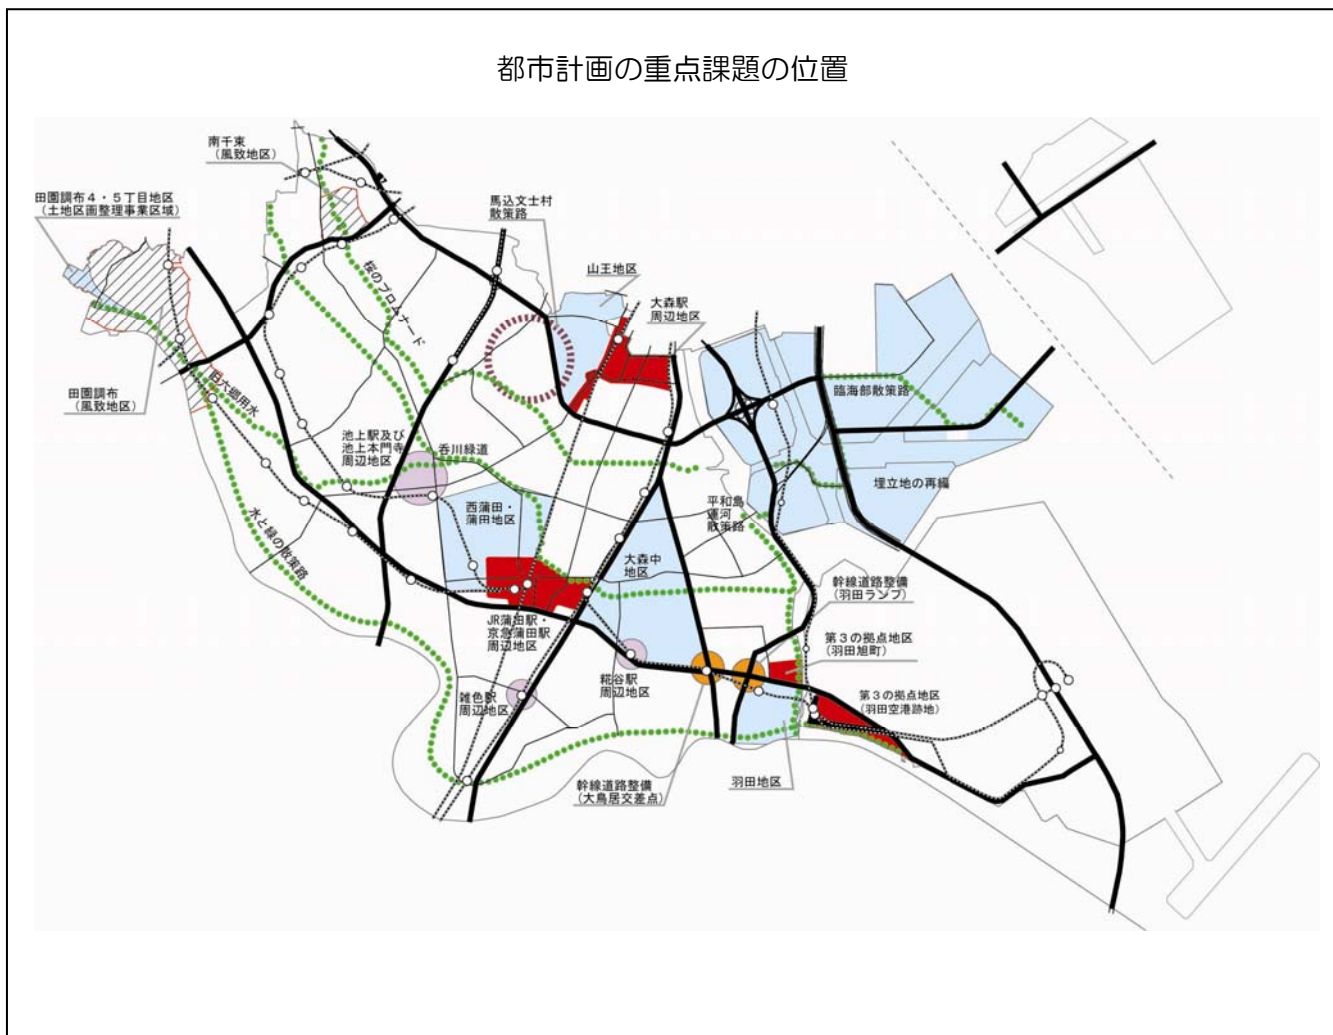 都市計画の重点課題の位置
南千束
（風致地区）
田園調布４・５丁目地区
（土地区画整理事業区域）
馬込文士村
散策路
山王地区
大森駅
周辺地区
桜のプロムナード
田園調布
（風致地区）
旧六郷用水
臨海部散策路
池上駅及び
池上本門寺
周辺地区
呑川緑道
埋立地の再編
西蒲田・
蒲田地区
平和島
運河
散策路
水と緑の散策路
大森中
地区
幹線道路整備
（羽田ランプ）
JR蒲田駅・
京急蒲田駅
周辺地区
第３の拠点地区
（羽田旭町）
糀谷駅
周辺地区
雑色駅
周辺地区
第３の拠点地区
（羽田空港跡地）
幹線道路整備
（大鳥居交差点）
羽田地区